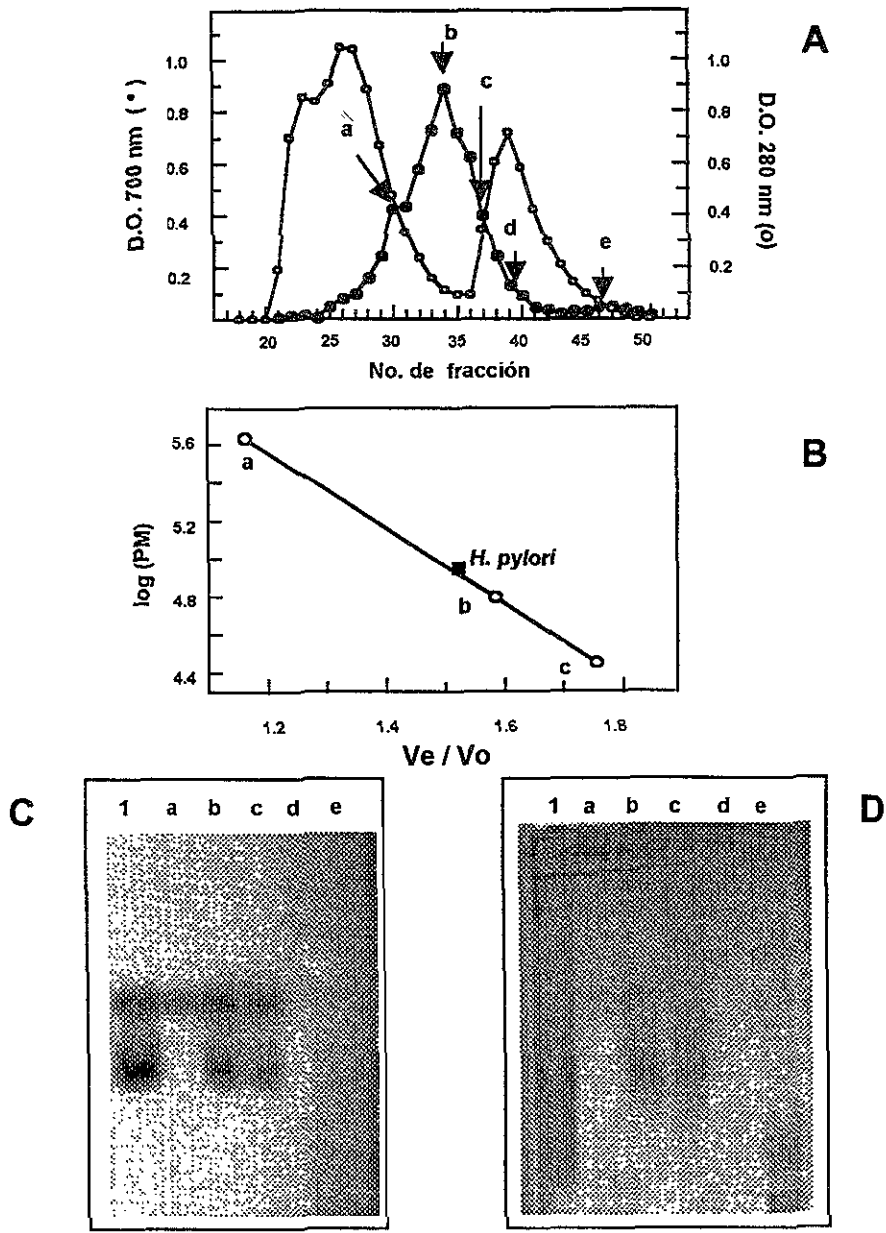 A
b
c
a
d
e
D.O. 700 nm (•)
1.0
0.8
0.6
0.4
0.2
D.O. 280 nm (o)
1.0
0.8
0.6
0.4
0.2
20 25 30 35 40 45 50
No. de fracción
B
log (PM)
5.6
5.2
4.8
4.4
a
H. pylori
b
c
1.2 1.4 1.6 1.8
Ve / Vo
C
1 a b c d e
D
1 a b c d e